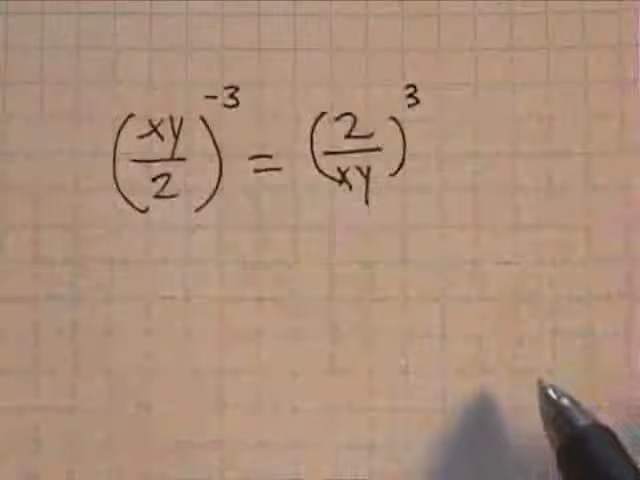 (xy/2)^-3 = (2/xy)^3